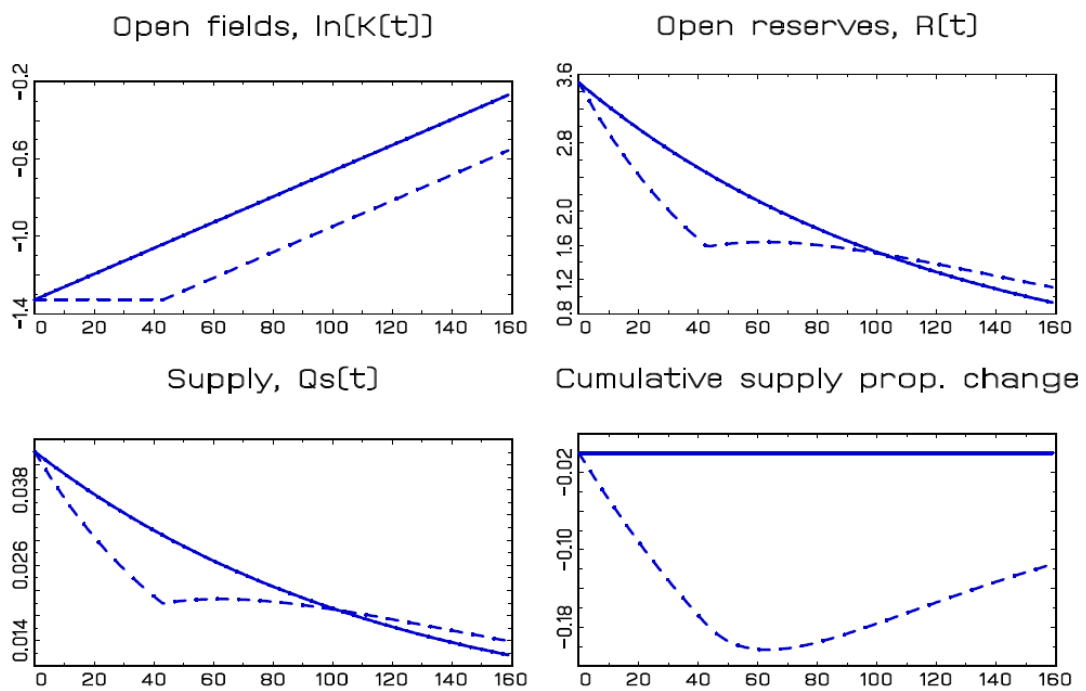 Open fields, ln(K(t))
Open reserves, R(t)
-0.2
-0.6
-1.0
-1.4
0 20 40 60 80 100 120 140 160
3.6
2.8
2.0
1.6
1.2
0.8
0 20 40 60 80 100 120 140 160
Supply, Qs(t)
Cumulative supply prop. change
0.038
0.026
0.014
0 20 40 60 80 100 120 140 160
-0.02
-0.10
-0.18
0 20 40 60 80 100 120 140 160